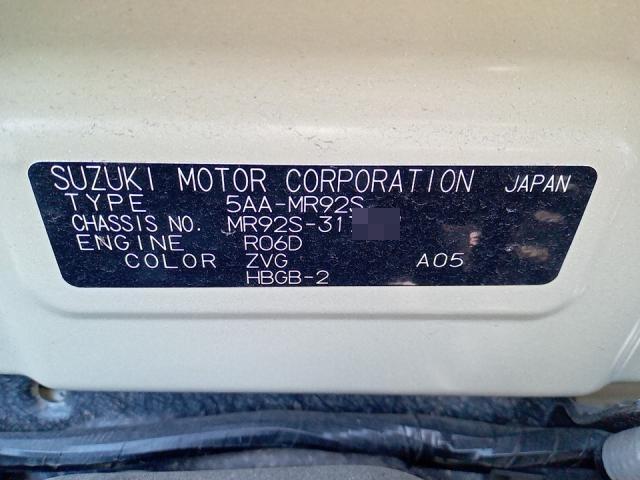 SUZUKI MOTOR CORPORATION JAPAN
TYPE 5AA-MR92S
CHASSIS NO. MR92S-31
ENGINE R06D
COLOR ZVG A05
HBGB-2